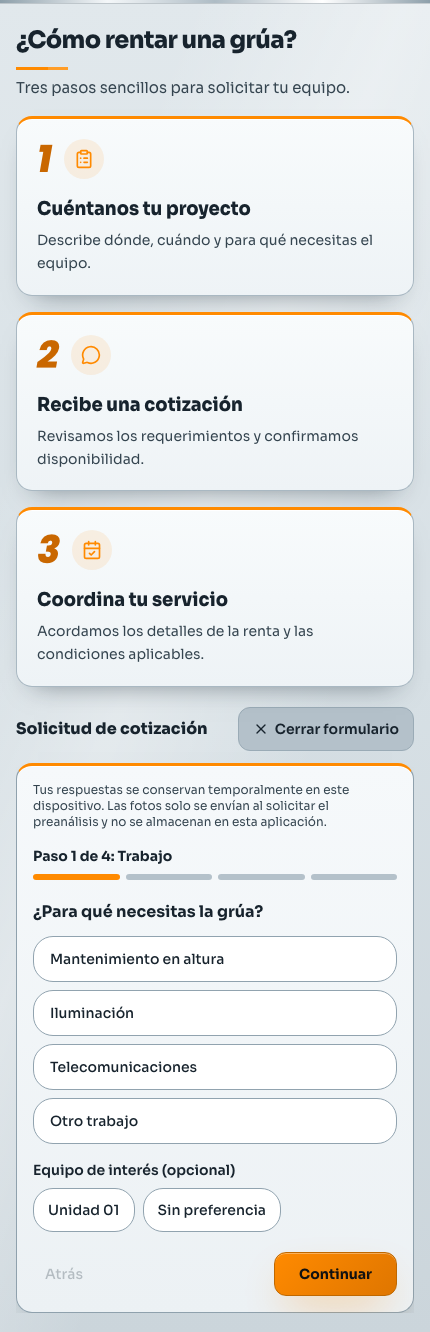 ¿Cómo rentar una grúa?
Tres pasos sencillos para solicitar tu equipo.
1
Cuéntanos tu proyecto
Describe dónde, cuándo y para qué necesitas el
equipo.
2
Recibe una cotización
Revisamos los requerimientos y confirmamos
disponibilidad.
3
Coordina tu servicio
Acordamos los detalles de la renta y las
condiciones aplicables.
Solicitud de cotización
Cerrar formulario
Tus respuestas se conservan temporalmente en este
dispositivo. Las fotos solo se envían al solicitar el
preanálisis y no se almacenan en esta aplicación.
Paso 1 de 4: Trabajo
¿Para qué necesitas la grúa?
Mantenimiento en altura
Iluminación
Telecomunicaciones
Otro trabajo
Equipo de interés (opcional)
Unidad 01
Sin preferencia
Atrás
Continuar